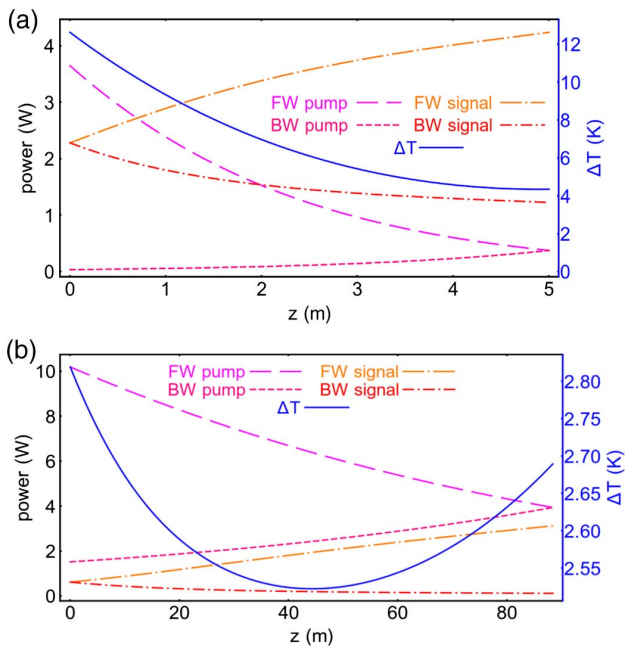 (a)
4
3
2
1
0
power (W)
FW pump FW signal
BW pump BW signal
ΔT
12
10
8
6
4
2
0
ΔT (K)
0 1 2 3 4 5
z (m)
(b)
10
8
6
4
2
0
power (W)
FW pump FW signal
BW pump BW signal
ΔT
2.80
2.75
2.70
2.65
2.60
2.55
ΔT (K)
0 20 40 60 80
z (m)